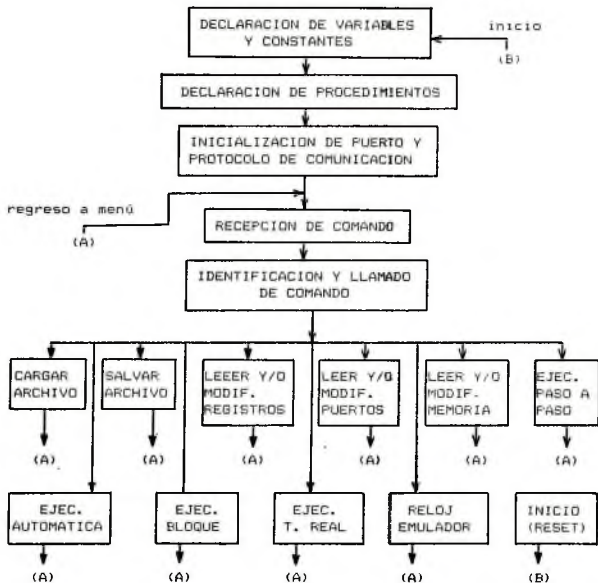 DECLARACION DE VARIABLES
Y CONSTANTES
inicio
(B)
DECLARACION DE PROCEDIMIENTOS
INICIALIZACION DE PUERTO Y
PROTOCOLO DE COMUNICACION
regreso a menú
(A)
RECEPCION DE COMANDO
IDENTIFICACION Y LLAMADO
DE COMANDO
CARGAR
ARCHIVO
SALVAR
ARCHIVO
LEEER Y/O
MODIF.
REGISTROS
LEER Y/O
MODIF.
PUERTOS
LEER Y/O
MODIF.
MEMORIA
EJEC.
PASO A
PASO
(A)
(A)
(A)
(A)
(A)
(A)
EJEC.
AUTOMATICA
EJEC.
BLOQUE
EJEC.
T. REAL
RELOJ
EMULADOR
INICIO
(RESET)
(A)
(A)
(A)
(A)
(B)